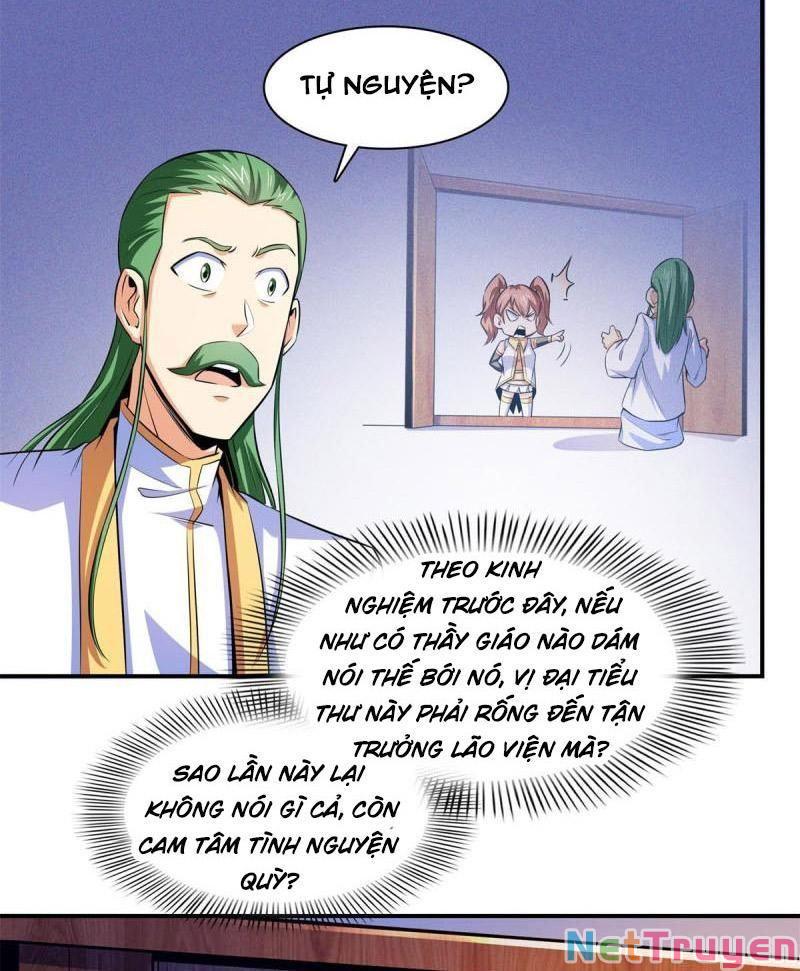 TỰ NGUYỆN?
THEO KINH
NGHIỆM TRƯỚC ĐÂY, NẾU
NHƯ CÓ THẦY GIÁO NÀO DÁM
NÓI THẾ BỚI NÓ, VỊ ĐẠI TIỂU
THƯ NÀY PHẢI RỐNG ĐẾN TẬN
TRƯỞNG LÃO VIỆN MÀ?
SAO LẦN NÀY LẠI
KHÔNG NÓI GÌ CẢ, CÒN
CAM TÂM TÌNH NGUYỆN
QUỲ?
NetTruyen